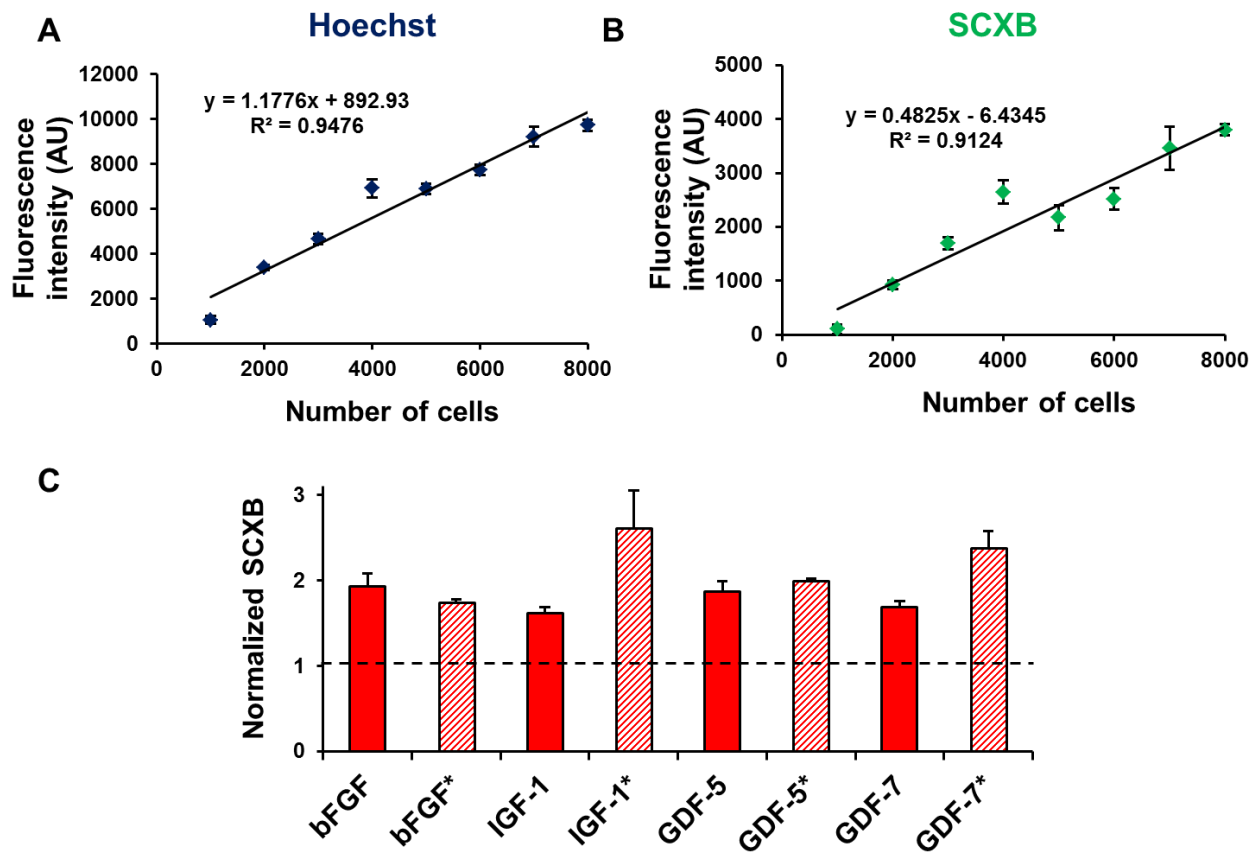 A
Hoechst
12000
10000
8000
6000
4000
2000
0
y = 1.1776x + 892.93
R² = 0.9476
Fluorescence
intensity (AU)
0 2000 4000 6000 8000
Number of cells
B
SCXB
5000
4000
3000
2000
1000
0
y = 0.4825x - 6.4345
R² = 0.9124
Fluorescence
intensity (AU)
0 2000 4000 6000 8000
Number of cells
C
Normalized SCXB
3
2
1
0
bFGF
bFGF*
IGF-1
IGF-1*
GDF-5
GDF-5*
GDF-7
GDF-7*